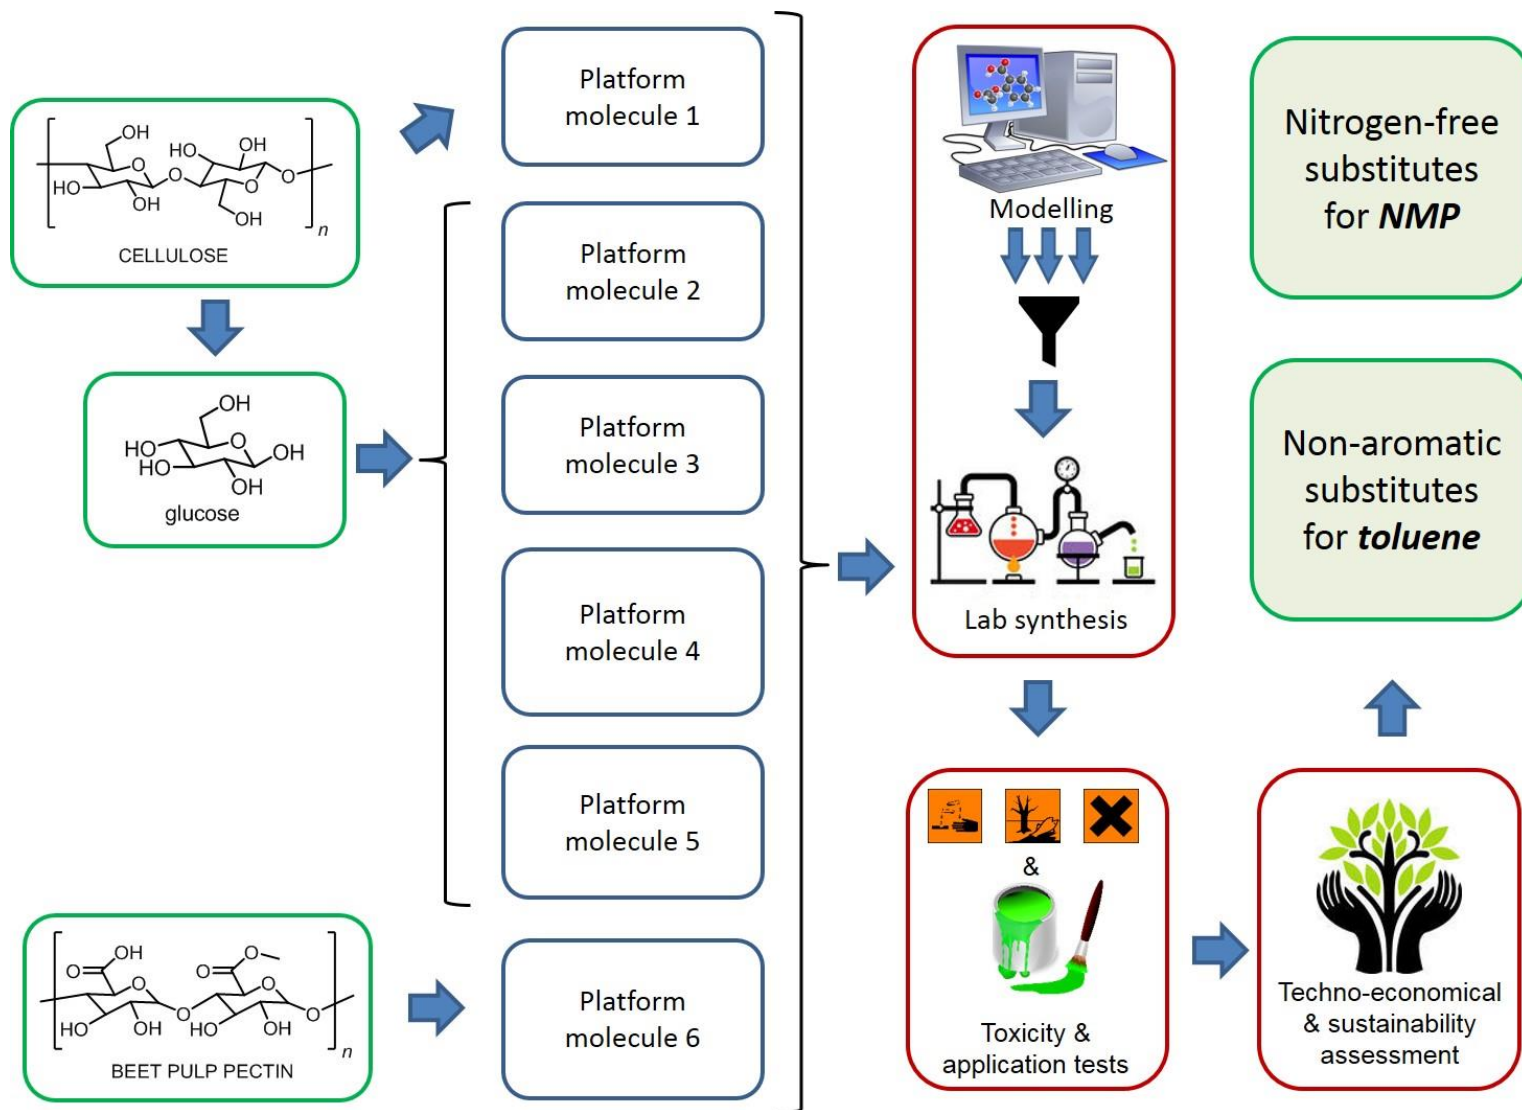 OH
O
HO
OH
O
OH
OH
O
HO
O
OH
n
CELLULOSE
OH
HO
HO
O
OH
OH
glucose
O
OH
O
HO
OH
O
O
O
O
HO
OH
O
n
BEET PULP PECTIN
Platform
molecule 1
Platform
molecule 2
Platform
molecule 3
Platform
molecule 4
Platform
molecule 5
Platform
molecule 6
Modelling
Lab synthesis
&
Toxicity &
application tests
Techno-economical
& sustainability
assessment
Nitrogen-free
substitutes
for NMP
Non-aromatic
substitutes
for toluene